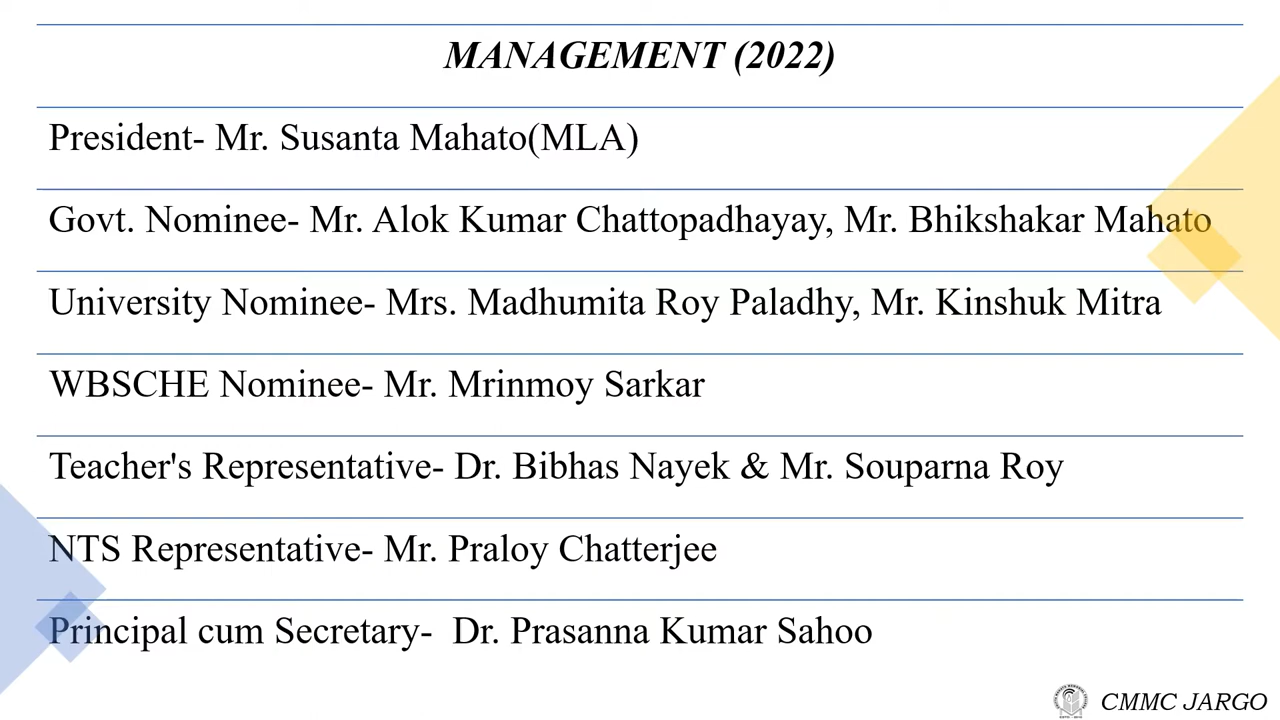 MANAGEMENT (2022)
President- Mr. Susanta Mahato(MLA)
Govt. Nominee- Mr. Alok Kumar Chattopadhayay, Mr. Bhikshakar Mahato
University Nominee- Mrs. Madhumita Roy Paladhy, Mr. Kinshuk Mitra
WBSCHE Nominee- Mr. Mrinmoy Sarkar
Teacher's Representative- Dr. Bibhas Nayek & Mr. Souparna Roy
NTS Representative- Mr. Praloy Chatterjee
Principal cum Secretary-  Dr. Prasanna Kumar Sahoo
CMMC JARGO